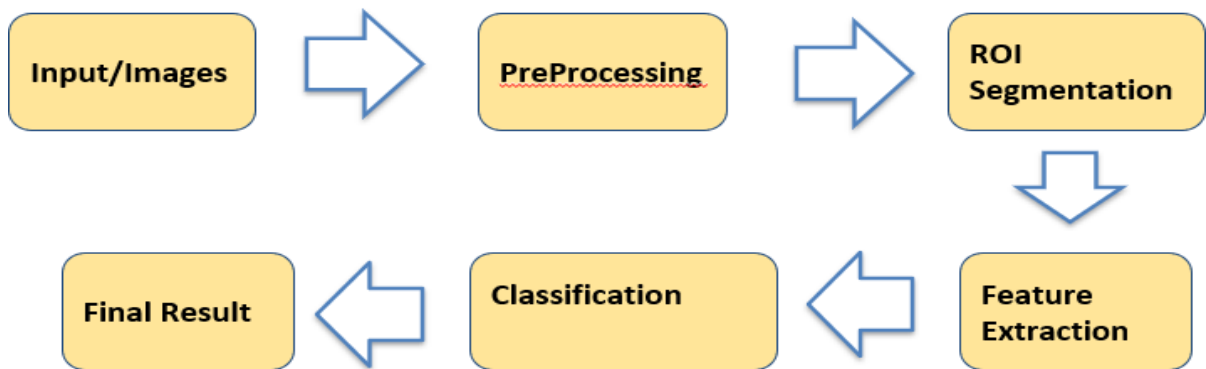 Input/Images
PreProcessing
ROI
Segmentation
Feature
Extraction
Classification
Final Result